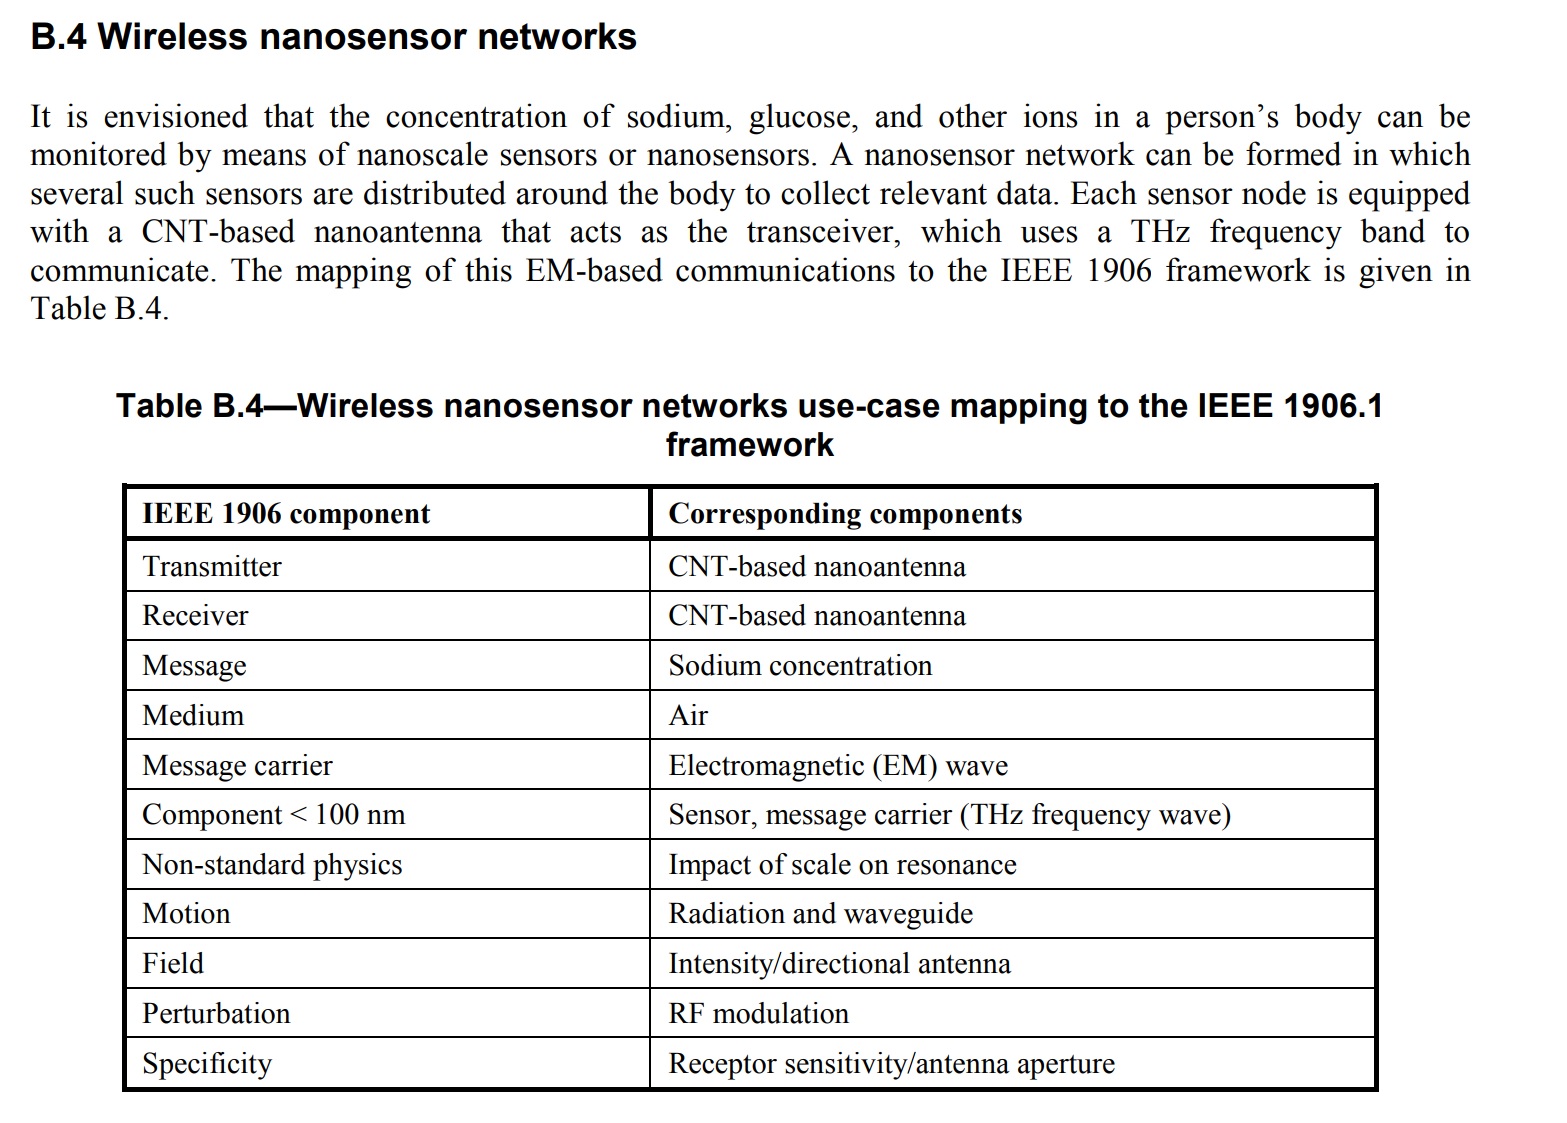 B.4 Wireless nanosensor networks
It is envisioned that the concentration of sodium, glucose, and other ions in a person’s body can be
monitored by means of nanoscale sensors or nanosensors. A nanosensor network can be formed in which
several such sensors are distributed around the body to collect relevant data. Each sensor node is equipped
with a CNT-based nanoantenna that acts as the transceiver, which uses a THz frequency band to
communicate. The mapping of this EM-based communications to the IEEE 1906 framework is given in
Table B.4.
Table B.4—Wireless nanosensor networks use-case mapping to the IEEE 1906.1
framework
IEEE 1906 component Corresponding components
Transmitter CNT-based nanoantenna
Receiver CNT-based nanoantenna
Message Sodium concentration
Medium Air
Message carrier Electromagnetic (EM) wave
Component < 100 nm Sensor, message carrier (THz frequency wave)
Non-standard physics Impact of scale on resonance
Motion Radiation and waveguide
Field Intensity/directional antenna
Perturbation RF modulation
Specificity Receptor sensitivity/antenna aperture